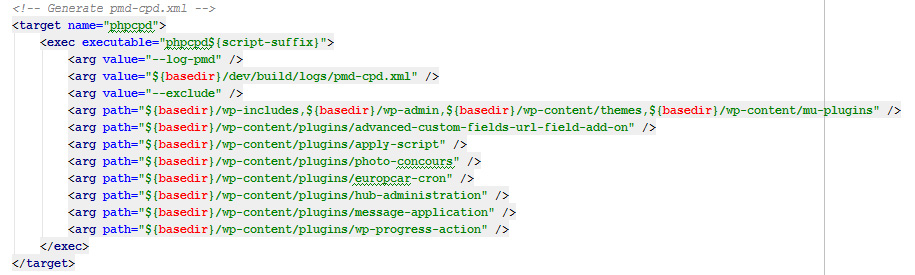 <!-- Generate pmd-cpd.xml -->
<target name="phpcpd">
<exec executable="phpcpd${script-suffix}">
<arg value="--log-pmd" />
<arg value="${basedir}/dev/build/logs/pmd-cpd.xml" />
<arg value="--exclude" />
<arg path="${basedir}/wp-includes,${basedir}/wp-admin,${basedir}/wp-content/themes,${basedir}/wp-content/mu-plugins" />
<arg path="${basedir}/wp-content/plugins/advanced-custom-fields-url-field-add-on" />
<arg path="${basedir}/wp-content/plugins/apply-script" />
<arg path="${basedir}/wp-content/plugins/photo-concours" />
<arg path="${basedir}/wp-content/plugins/europcar-cron" />
<arg path="${basedir}/wp-content/plugins/hub-administration" />
<arg path="${basedir}/wp-content/plugins/message-application" />
<arg path="${basedir}/wp-content/plugins/wp-progress-action" />
</exec>
</target>